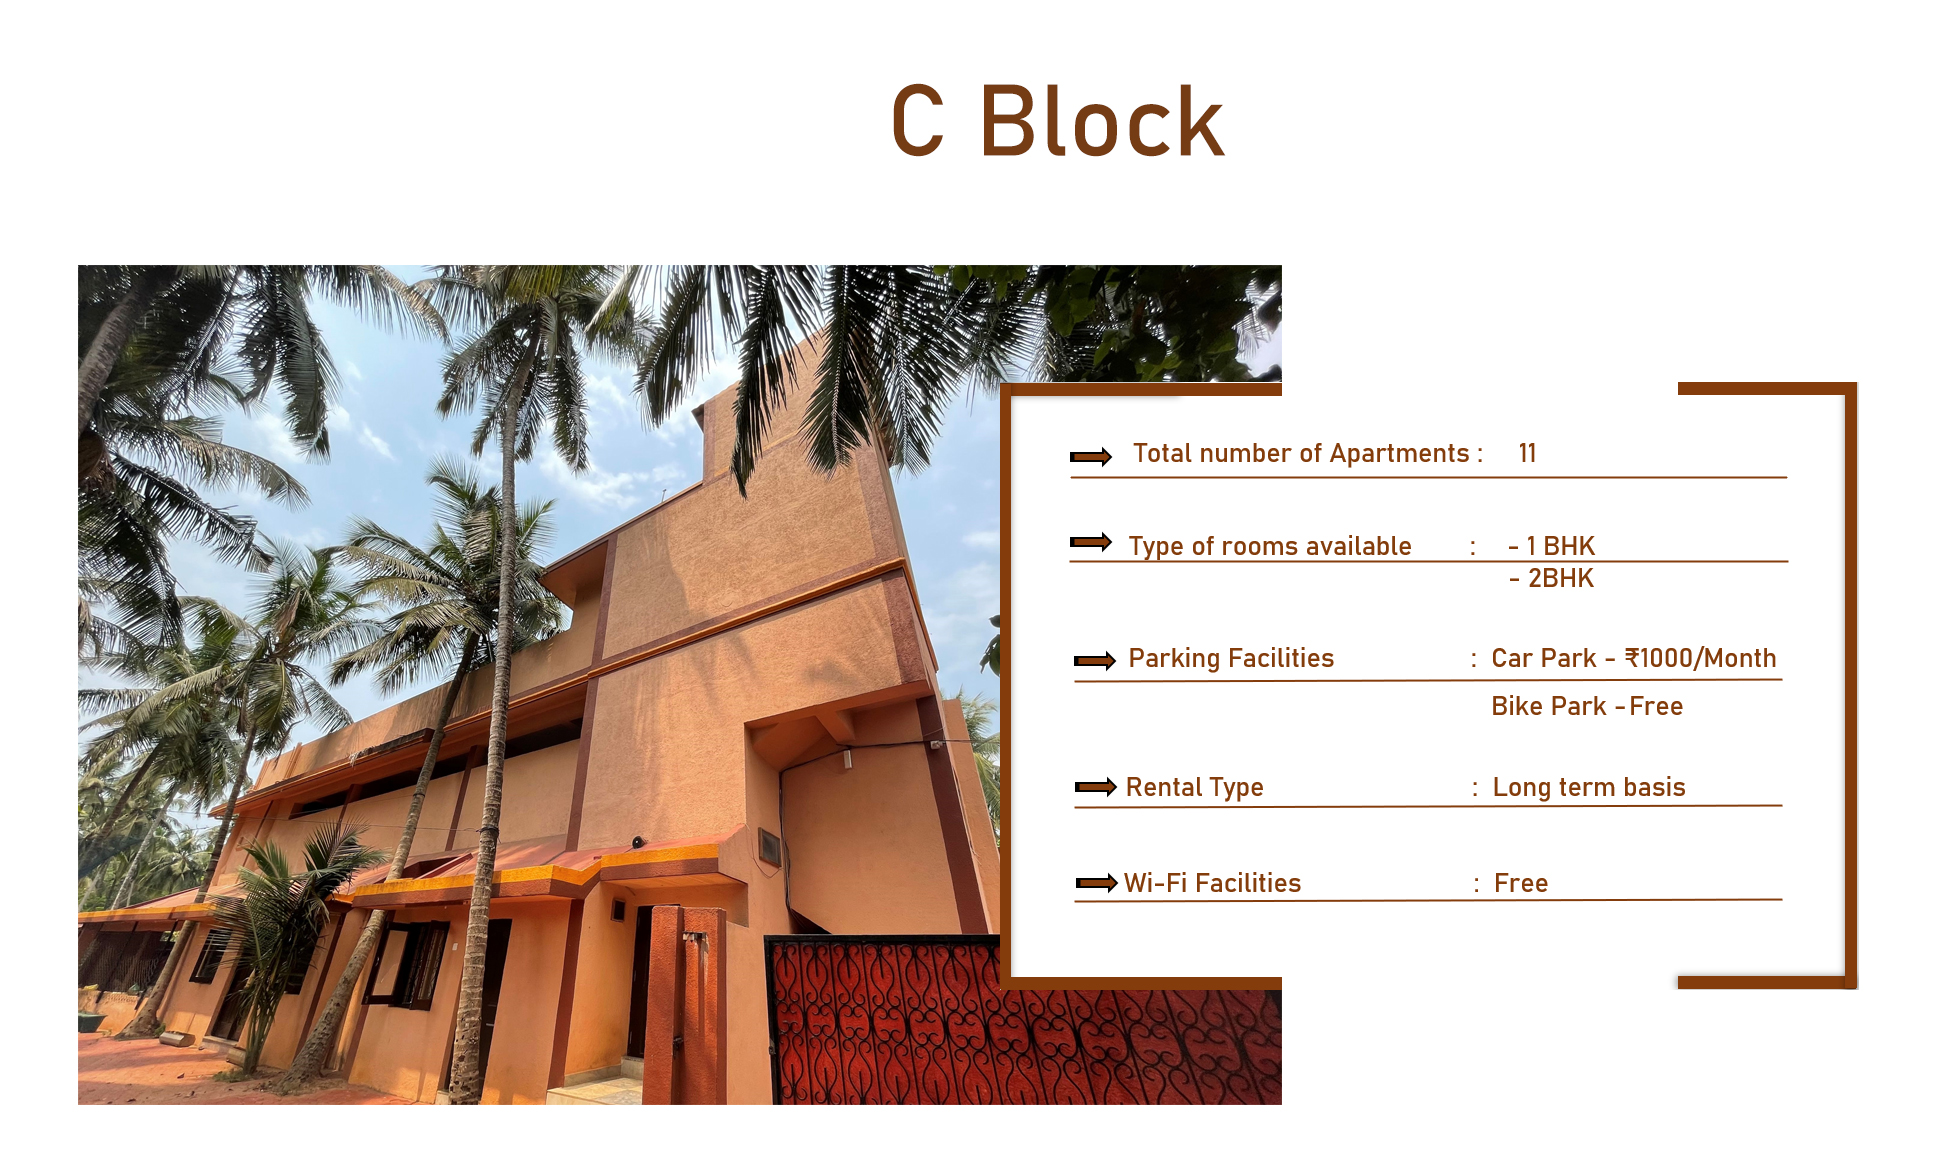 C Block
Total number of Apartments : 11
Type of rooms available : - 1 BHK
- 2BHK
Parking Facilities : Car Park - ₹1000/Month
Bike Park -Free
Rental Type : Long term basis
Wi-Fi Facilities : Free